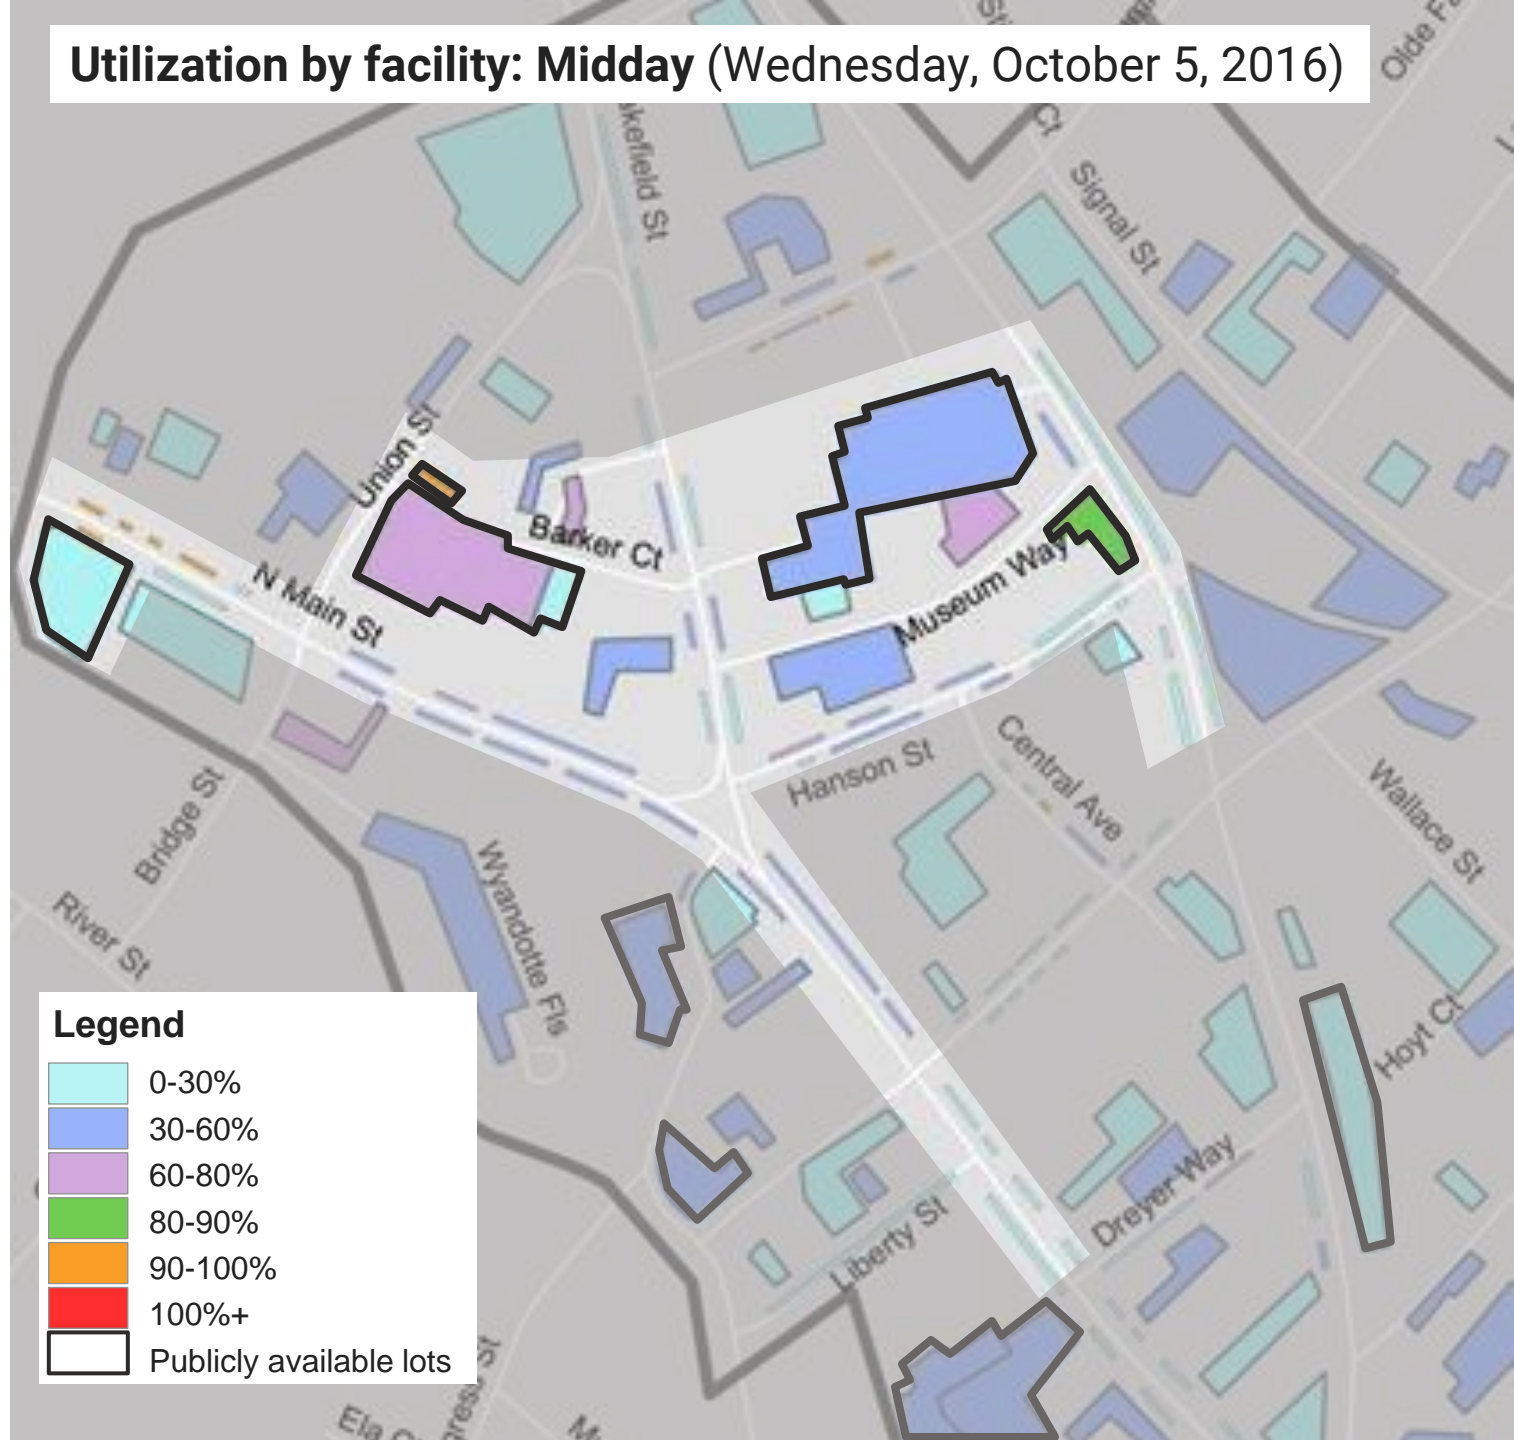 Utilization by facility: Midday (Wednesday, October 5, 2016)
Ct
Signal St
Union St
Barker Ct
N Main St
Museum Way
Hanson St
Central Ave
Wallace St
Bridge St
River St
Wyandotte Fls
Hoyt Ct
Dreyer Way
Liberty St
Legend
0-30%
30-60%
60-80%
80-90%
90-100%
100%+
Publicly available lots